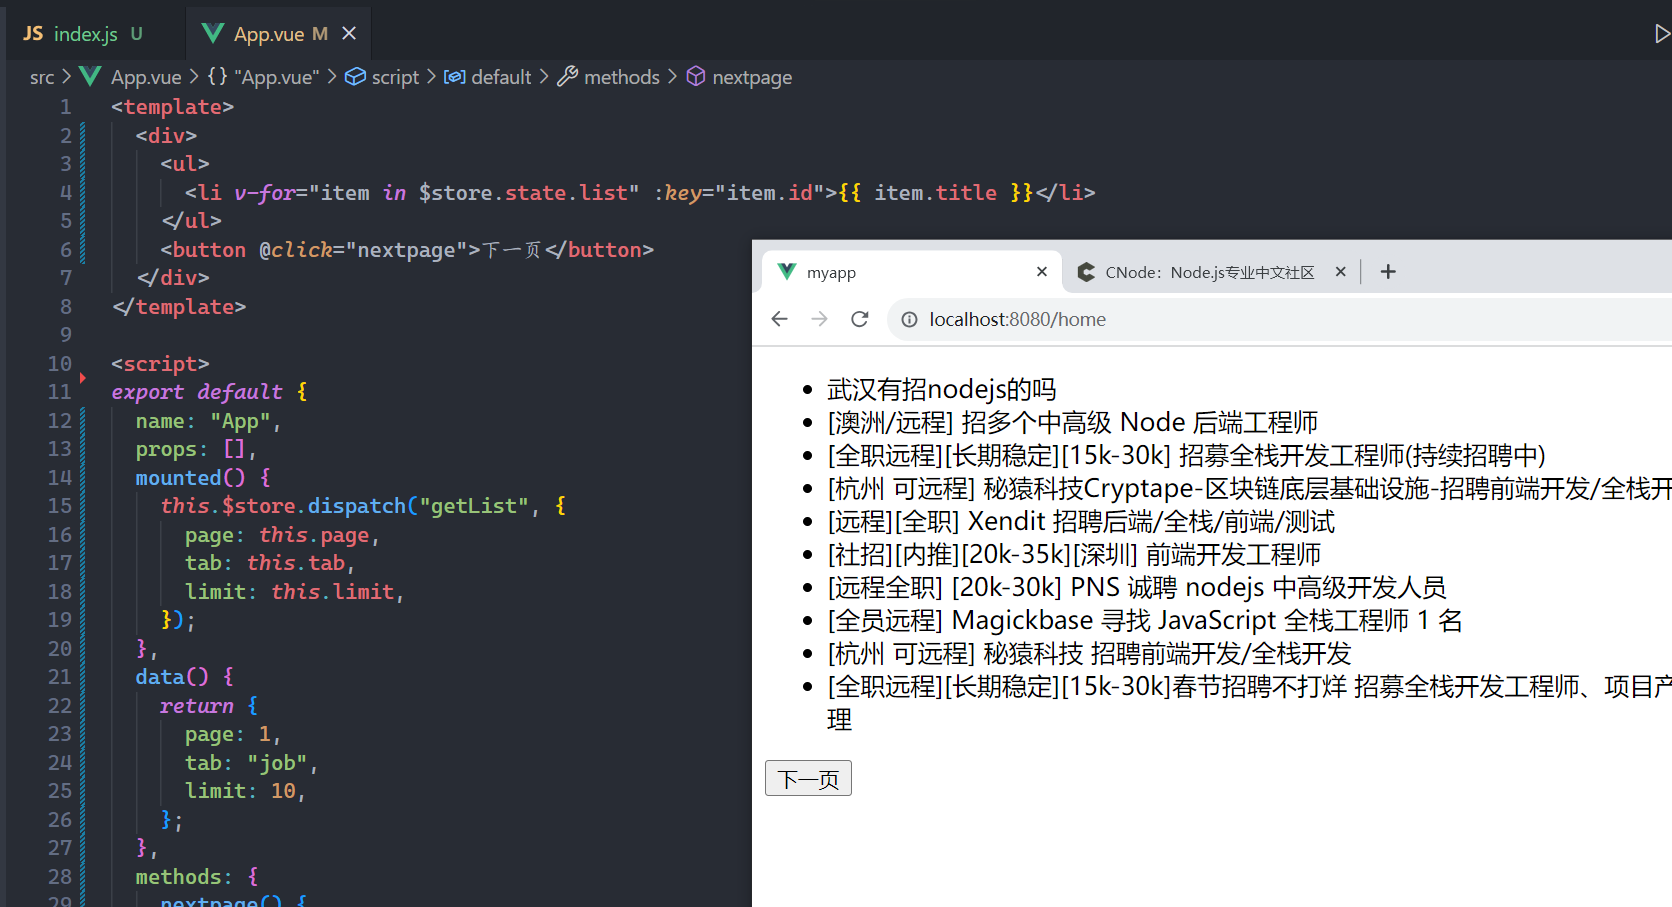 JS index.js U
App.vue M
src > App.vue > {} "App.vue" > script > default > methods > nextpage
1 <template>
2 <div>
3 <ul>
4 <li v-for="item in $store.state.list" :key="item.id">{{ item.title }}</li>
5 </ul>
6 <button @click="nextpage">下一页</button>
7 </div>
8 </template>
9
10 <script>
11 export default {
12 name: "App",
13 props: [],
14 mounted() {
15 this.$store.dispatch("getList", {
16 page: this.page,
17 tab: this.tab,
18 limit: this.limit,
19 });
20 },
21 data() {
22 return {
23 page: 1,
24 tab: "job",
25 limit: 10,
26 };
27 },
28 methods: {
29 nextpage() {
myapp
CNode：Node.js专业中文社区
localhost:8080/home
武汉有招nodejs的吗
[澳洲/远程] 招多个中高级 Node 后端工程师
[全职远程][长期稳定][15k-30k] 招募全栈开发工程师(持续招聘中)
[杭州 可远程] 秘猿科技Cryptape-区块链底层基础设施-招聘前端开发/全栈开
[远程][全职] Xendit 招聘后端/全栈/前端/测试
[社招][内推][20k-35k][深圳] 前端开发工程师
[远程全职] [20k-30k] PNS 诚聘 nodejs 中高级开发人员
[全员远程] Magickbase 寻找 JavaScript 全栈工程师 1 名
[杭州 可远程] 秘猿科技 招聘前端开发/全栈开发
[全职远程][长期稳定][15k-30k]春节招聘不打烊 招募全栈开发工程师、项目产
理
下一页